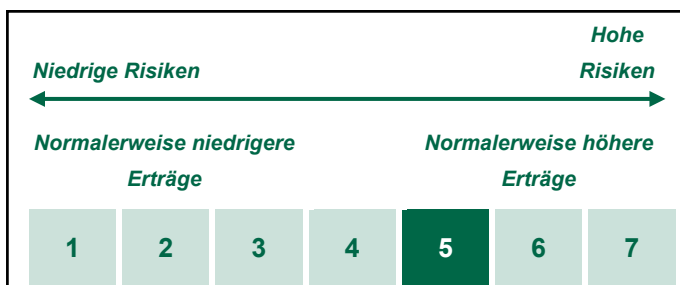 Hohe
Niedrige Risiken Risiken
Normalerweise niedrigere Normalerweise höhere
Erträge Erträge
1 2 3 4 5 6 7